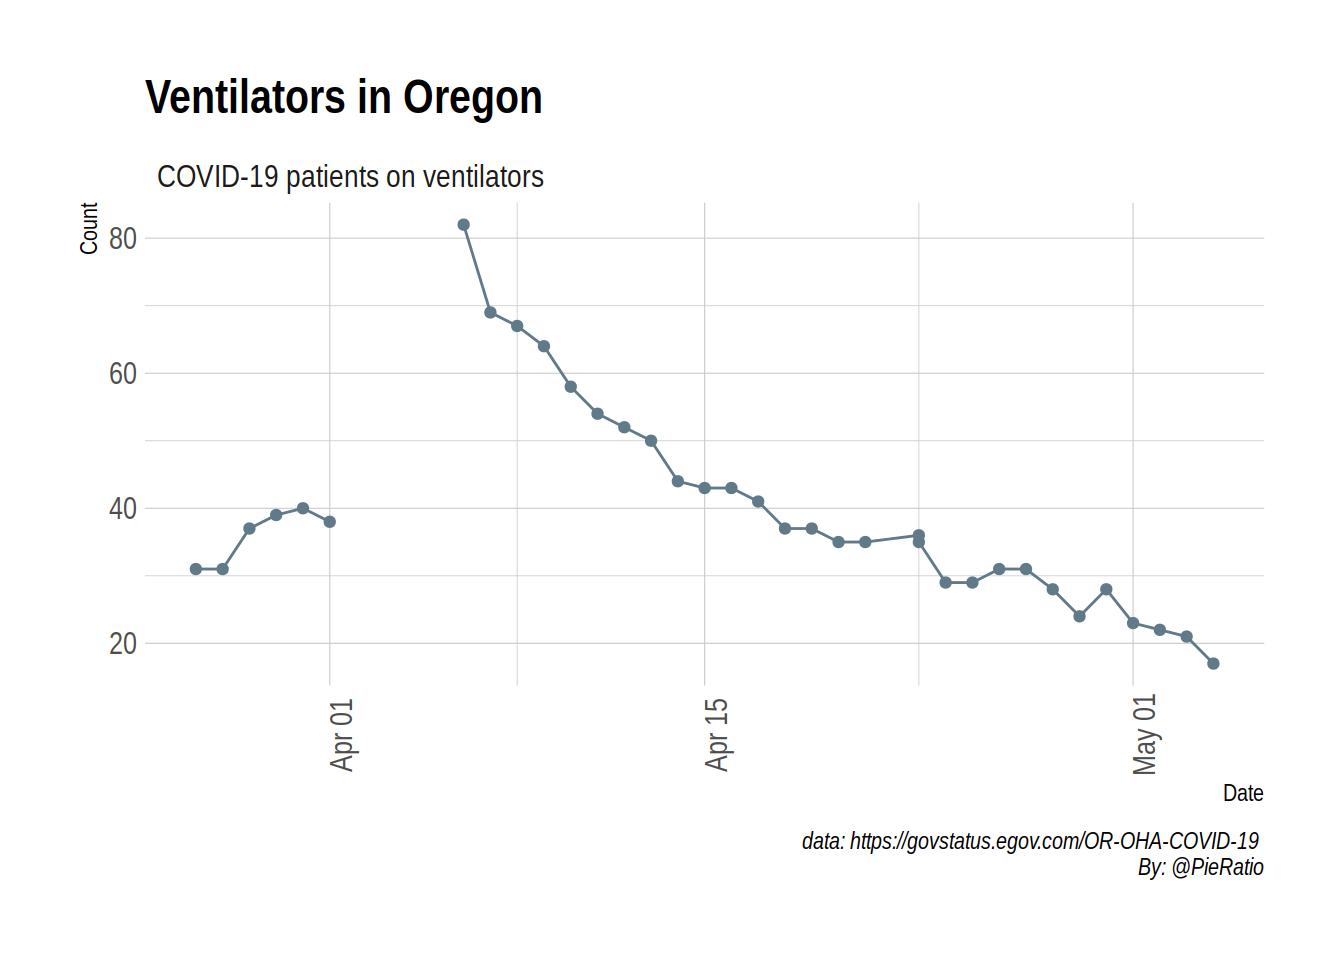 Ventilators in Oregon
COVID-19 patients on ventilators
Count
80
60
40
20
Apr 01
Apr 15
May 01
Date
data: https://govstatus.egov.com/OR-OHA-COVID-19
By: @PieRatio